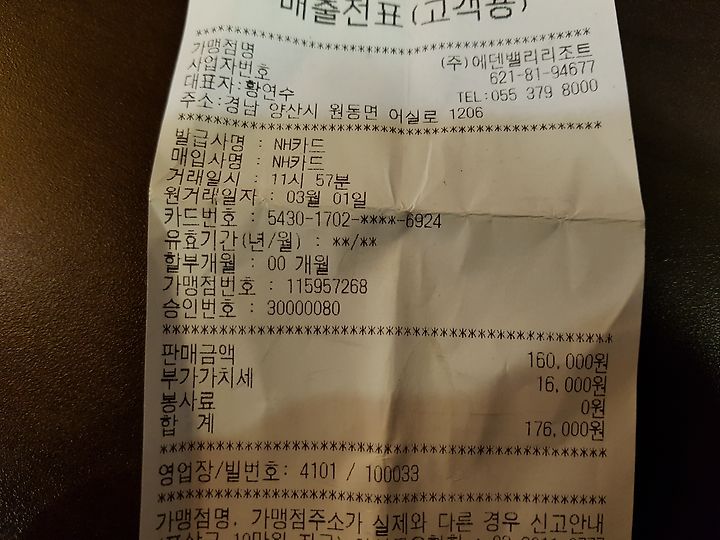 매출전표(고객용)
************************************
가맹점명 (주)에덴밸리리조트
사업자번호 621-81-94677
대표자:황연수 TEL:055 379 8000
주소:경남 양산시 원동면 어실로 1206
************************************
발급사명 : NH카드
매입사명 : NH카드
거래일시 : 11시 57분
원거래일자 : 03월 01일
카드번호 : 5430-1702-****-6924
유효기간(년/월) : **/**
할부개월 : 00 개월
가맹점번호 : 115957268
승인번호 : 30000080
************************************
판매금액 160,000원
부가가치세 16,000원
봉사료 0원
합 계 176,000원
************************************
영업장/빌번호: 4101 / 100033
************************************
가맹점명, 가맹점주소가 실제와 다른 경우 신고안내